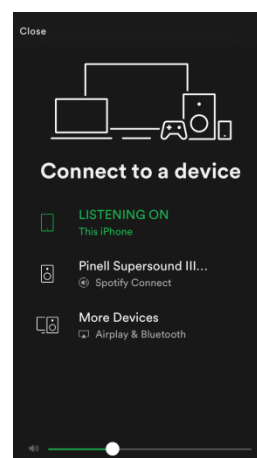 Close
Connect to a device
LISTENING ON
This iPhone
Pinell Supersound III...
Spotify Connect
More Devices
Airplay & Bluetooth